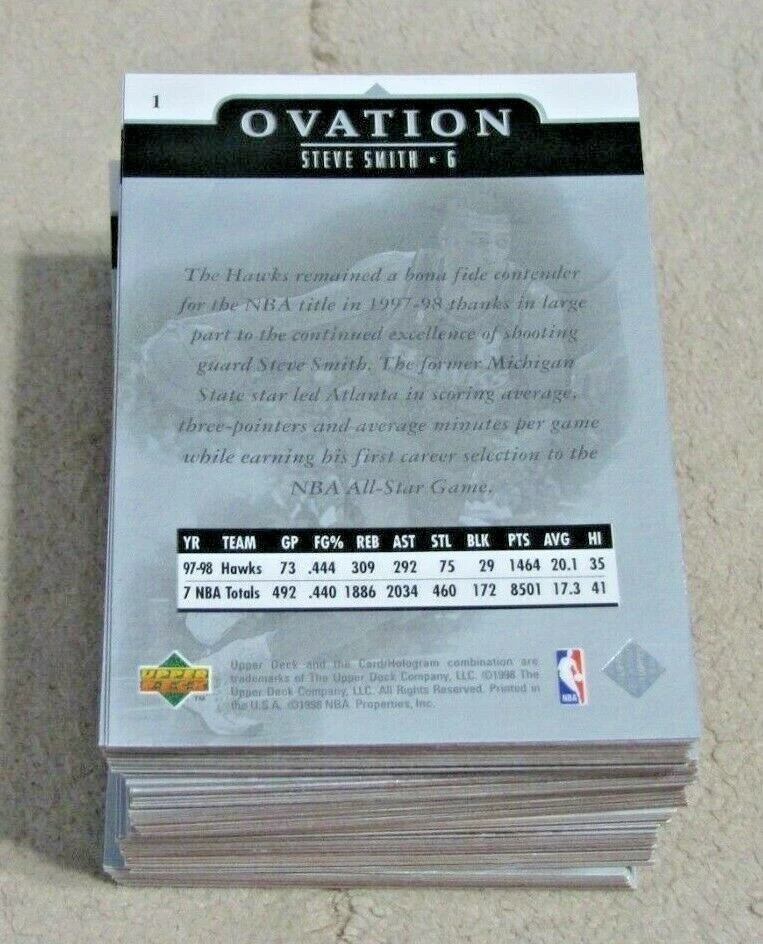 1
OVATION
STEVE SMITH • G
The Hawks remained a bona fide contender
for the NBA title in 1997-98 thanks in large
part to the continued excellence of shooting
guard Steve Smith. The former Michigan
State star led Atlanta in scoring average,
three-pointers and average minutes per game
while earning his first career selection to the
NBA All-Star Game.
YR TEAM GP FG% REB AST STL BLK PTS AVG HI
97-98 Hawks 73 .444 309 292 75 29 1464 20.1 35
7 NBA Totals 492 .440 1886 2034 460 172 8501 17.3 41
UPPER
DECK
TM
Upper Deck and the Card/Hologram combination are
trademarks of The Upper Deck Company, LLC. ©1998 The
Upper Deck Company, LLC. All Rights Reserved. Printed in
the U.S.A. ©1998 NBA Properties, Inc.
NBA